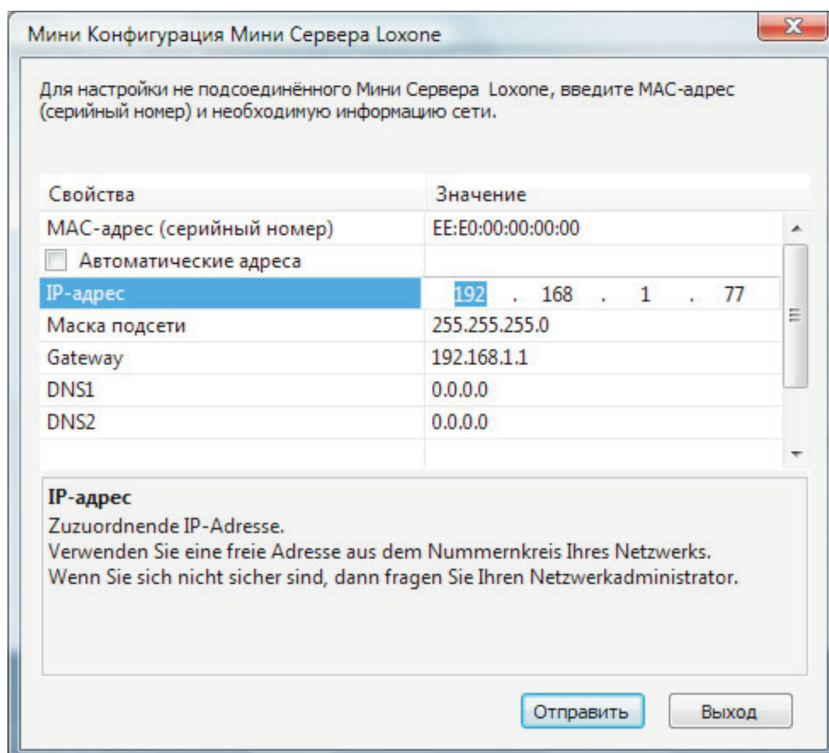 Мини Конфигурация Мини Сервера Loxone
Для настройки не подсоединённого Мини Сервера Loxone, введите MAC-адрес
(серийный номер) и необходимую информацию сети.
Свойства Значение
MAC-адрес (серийный номер) EE:E0:00:00:00:00
Автоматические адреса
IP-адрес 192 . 168 . 1 . 77
Маска подсети 255.255.255.0
Gateway 192.168.1.1
DNS1 0.0.0.0
DNS2 0.0.0.0
IP-адрес
Zuzuordnende IP-Adresse.
Verwenden Sie eine freie Adresse aus dem Nummernkreis Ihres Netzwerks.
Wenn Sie sich nicht sicher sind, dann fragen Sie Ihren Netzwerkadministrator.
Отправить Выход